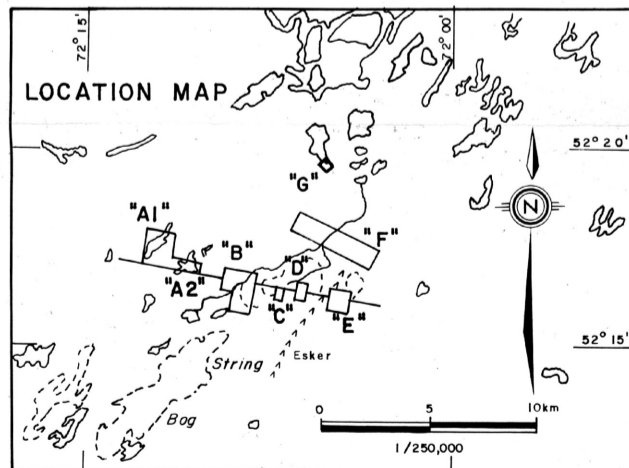 72° 15'
72° 00'
LOCATION MAP
52° 20'
"G"
N
"A1"
"F"
"B"
"D"
"A2"
"C"
"E"
52° 15'
String
Esker
Bog
0 5 10km
1/250,000